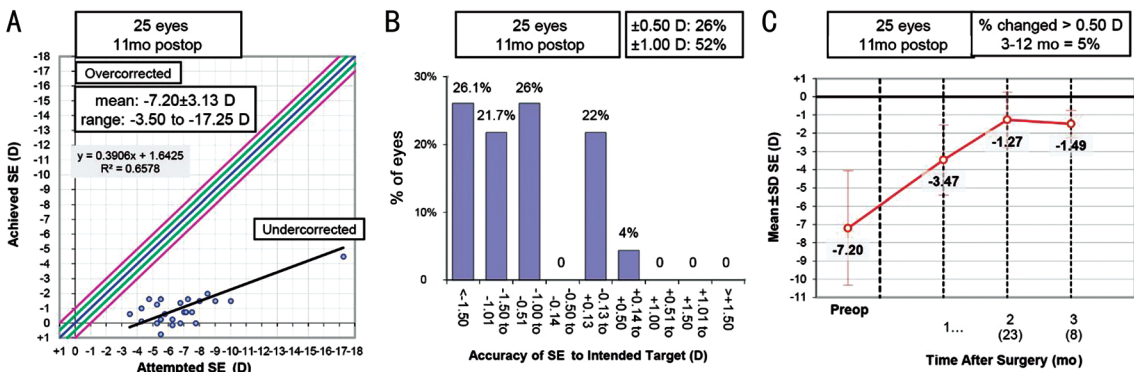 A
25 eyes
11mo postop
-18
-17
-16
-15
-14
-13
-12
-11
-10
-9
-8
-7
-6
-5
-4
-3
-2
-1
0
+1
Achieved SE (D)
Overcorrected
mean: -7.20±3.13 D
range: -3.50 to -17.25 D
y = 0.3906x + 1.6425
R² = 0.6578
Undercorrected
+1 0 -1 -2 -3 -4 -5 -6 -7 -8 -9 -10 -11 -12 -13 -14 -15 -16 -17 -18
Attempted SE (D)
B
25 eyes
11mo postop
±0.50 D: 26%
±1.00 D: 52%
30%
20%
10%
0
% of eyes
26.1%
21.7%
26%
0
22%
4%
0
0
0
<-1.50
-1.50 to
-1.01
-1.00 to
-0.51
-0.50 to
-0.14
-0.13 to
+0.13
+0.14 to
+0.50
+0.51 to
+1.00
+1.01 to
+1.50
>+1.50
Accuracy of SE to Intended Target (D)
C
25 eyes
11mo postop
% changed > 0.50 D
3-12 mo = 5%
+1
0
-1
-2
-3
-4
-5
-6
-7
-8
-9
-10
-11
Mean±SD SE (D)
-7.20
-3.47
-1.27
-1.49
Preop
1...
2
(23)
3
(8)
Time After Surgery (mo)